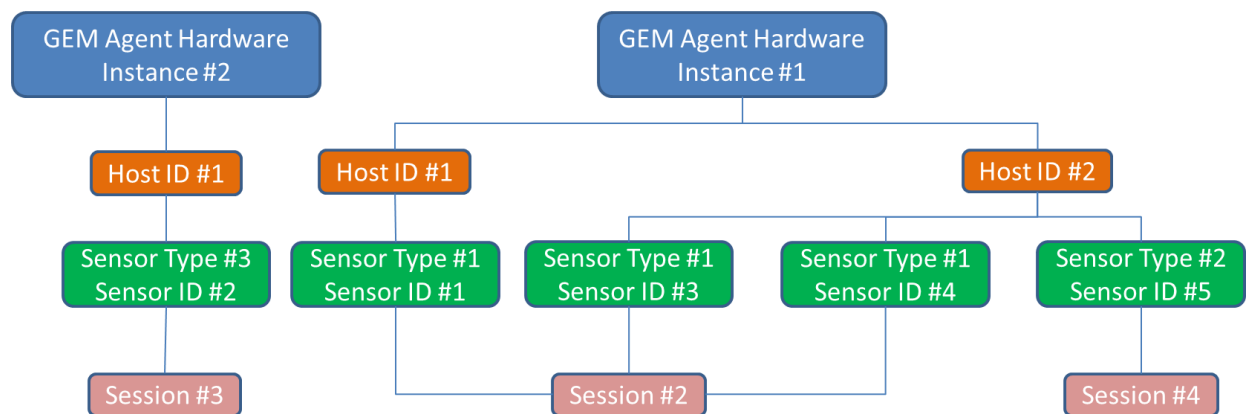 GEM Agent Hardware
Instance #2
GEM Agent Hardware
Instance #1
Host ID #1
Host ID #1
Host ID #2
Sensor Type #3
Sensor ID #2
Sensor Type #1
Sensor ID #1
Sensor Type #1
Sensor ID #3
Sensor Type #1
Sensor ID #4
Sensor Type #2
Sensor ID #5
Session #3
Session #2
Session #4